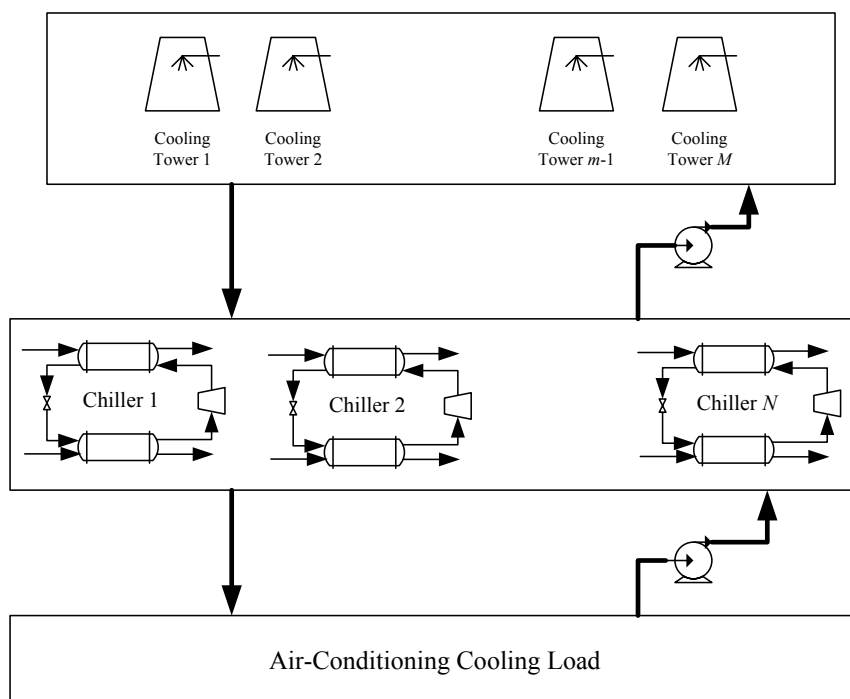 Cooling
Tower 1
Cooling
Tower 2
Cooling
Tower m-1
Cooling
Tower M
Chiller 1
Chiller 2
Chiller N
Air-Conditioning Cooling Load